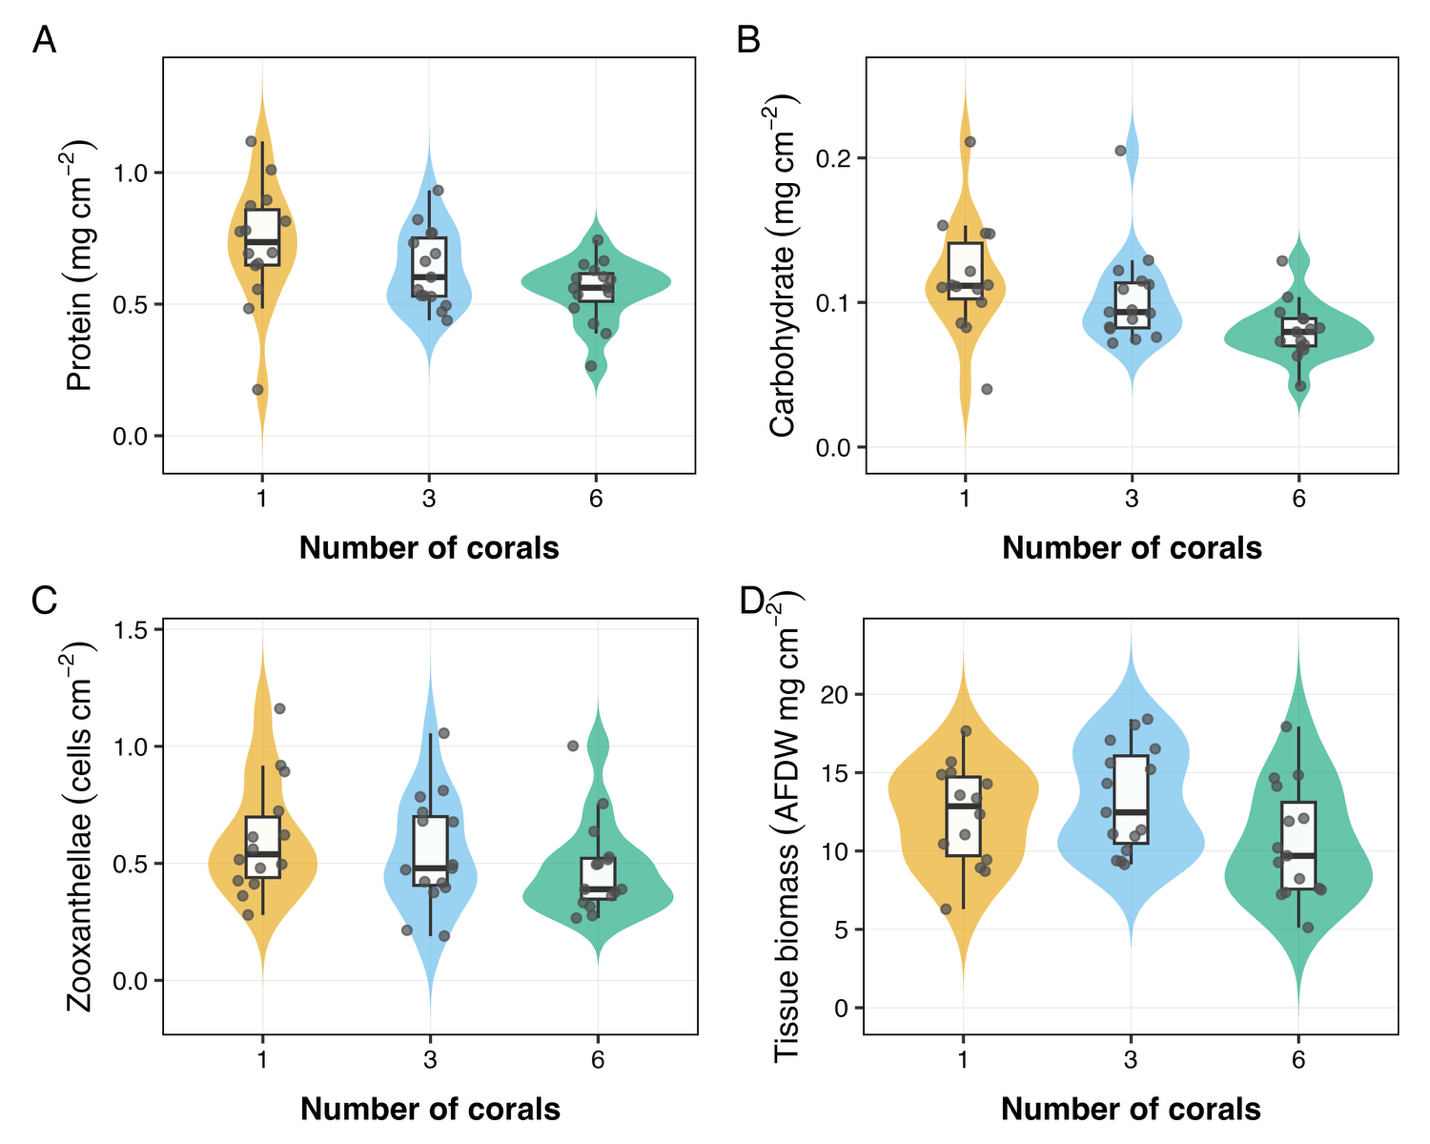 A
Protein (mg cm−2)
1.0
0.5
0.0
1 3 6
Number of corals
B
Carbohydrate (mg cm−2)
0.2
0.1
0.0
1 3 6
Number of corals
C
Zooxanthellae (cells cm−2)
1.5
1.0
0.5
0.0
1 3 6
Number of corals
D
Tissue biomass (AFDW mg cm−2)
20
15
10
5
0
1 3 6
Number of corals